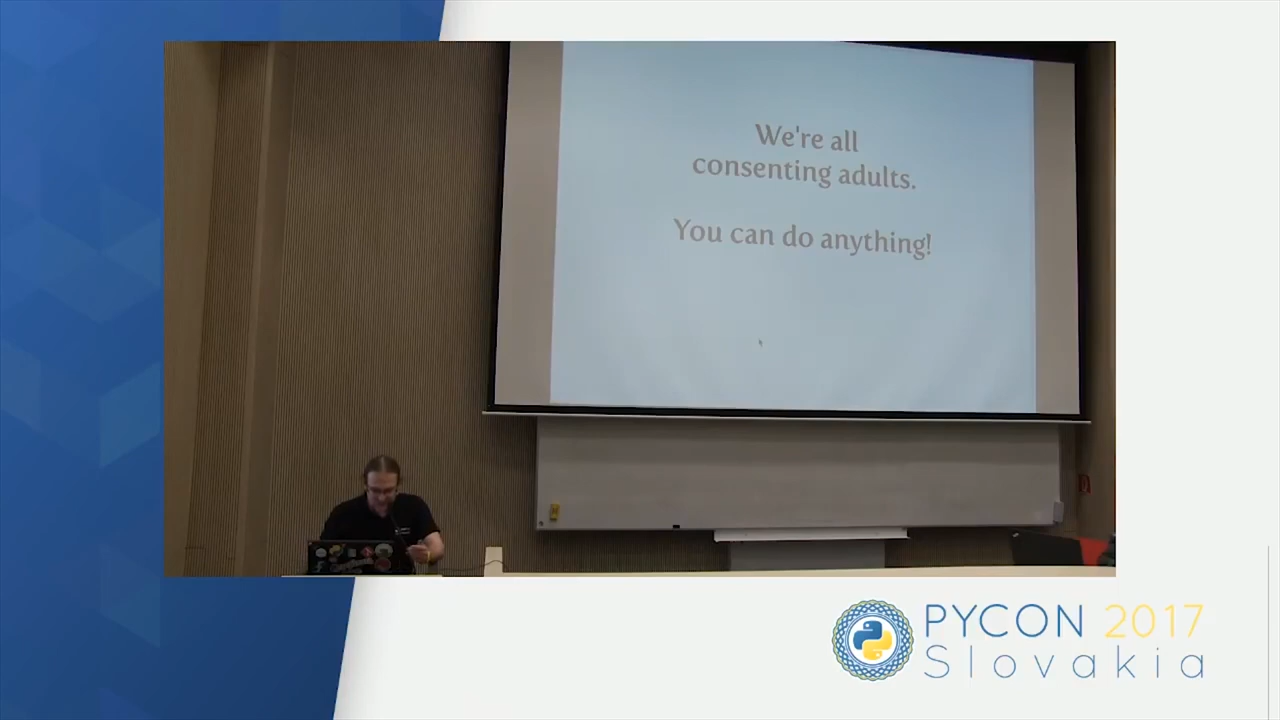 We're all
consenting adults.
You can do anything!
PYCON 2017
Slovakia